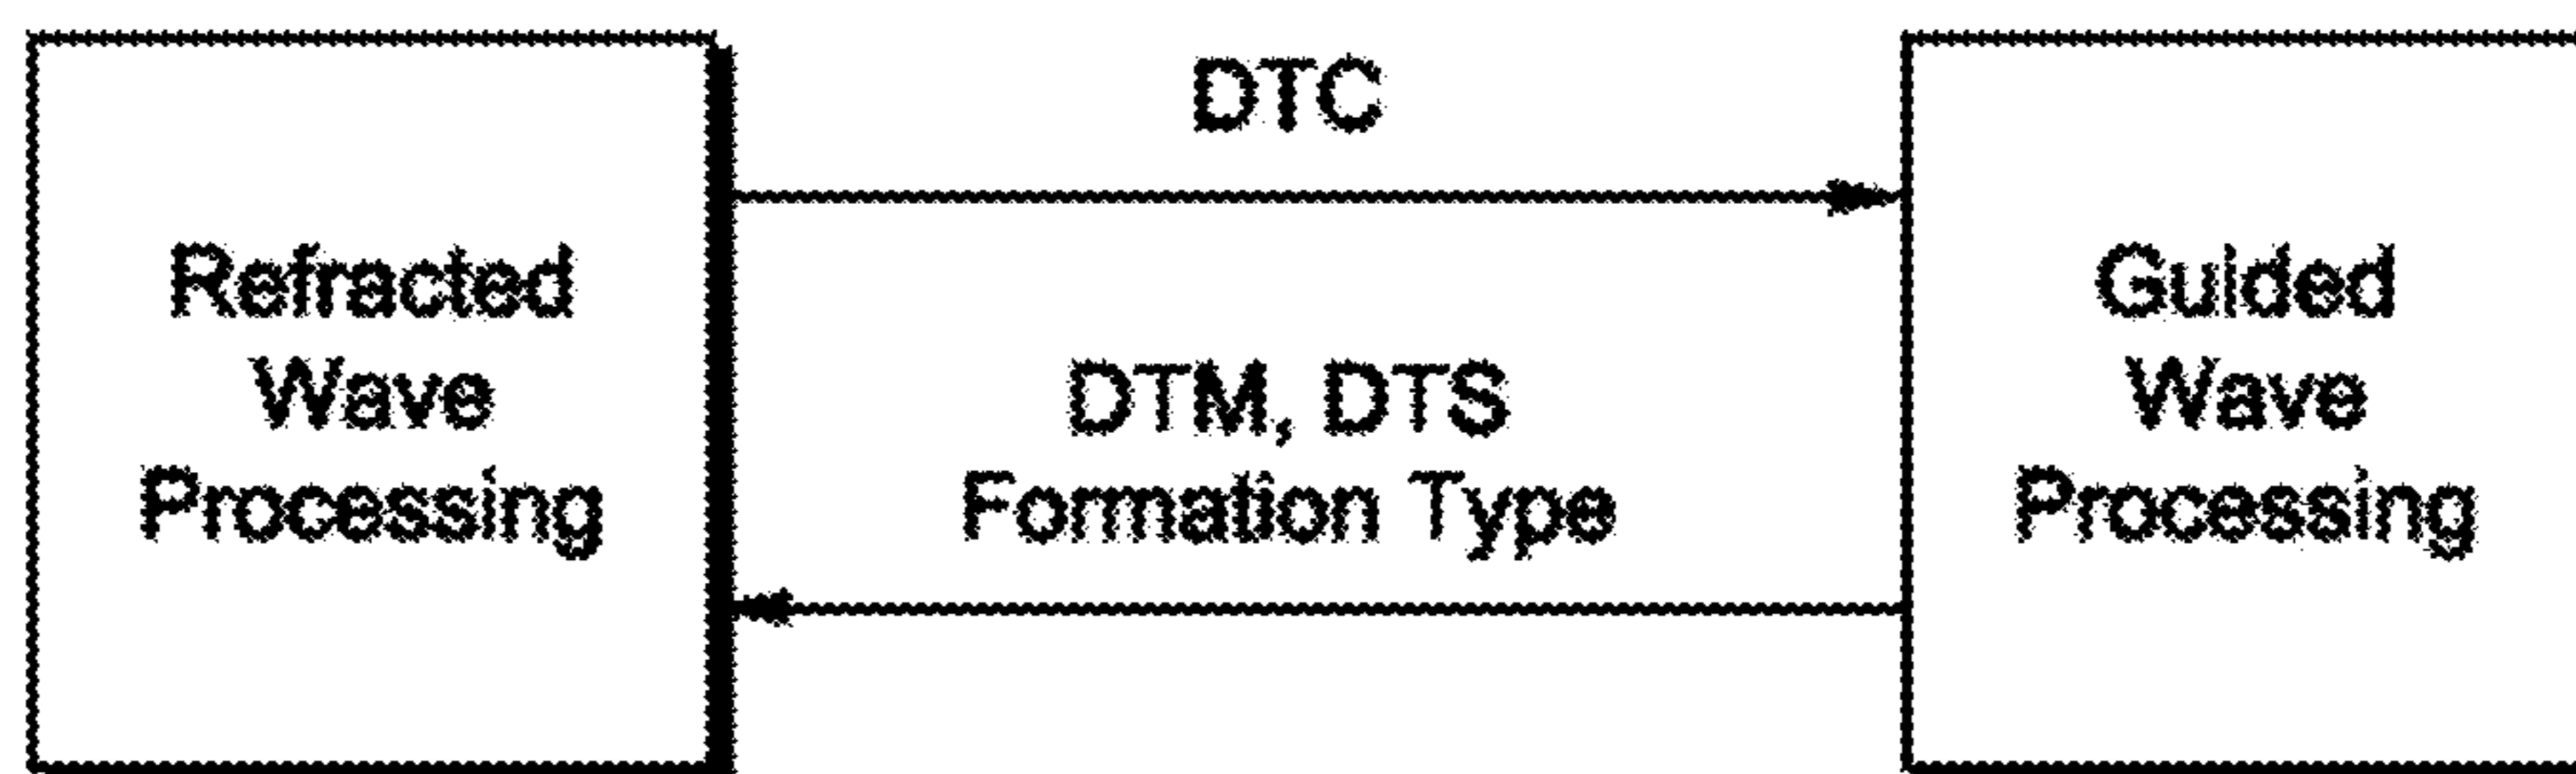 Refracted
Wave
Processing
DTC
DTM, DTS
Formation Type
Guided
Wave
Processing